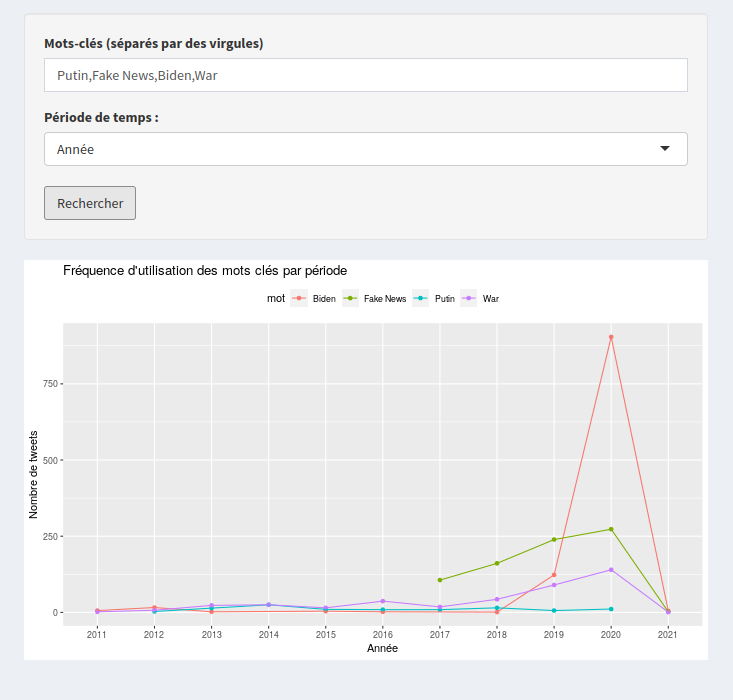 Mots-clés (séparés par des virgules)
Putin,Fake News,Biden,War
Période de temps :
Année
Rechercher
Fréquence d'utilisation des mots clés par période
mot Biden Fake News Putin War
Nombre de tweets
750
500
250
0
2011 2012 2013 2014 2015 2016 2017 2018 2019 2020 2021
Année